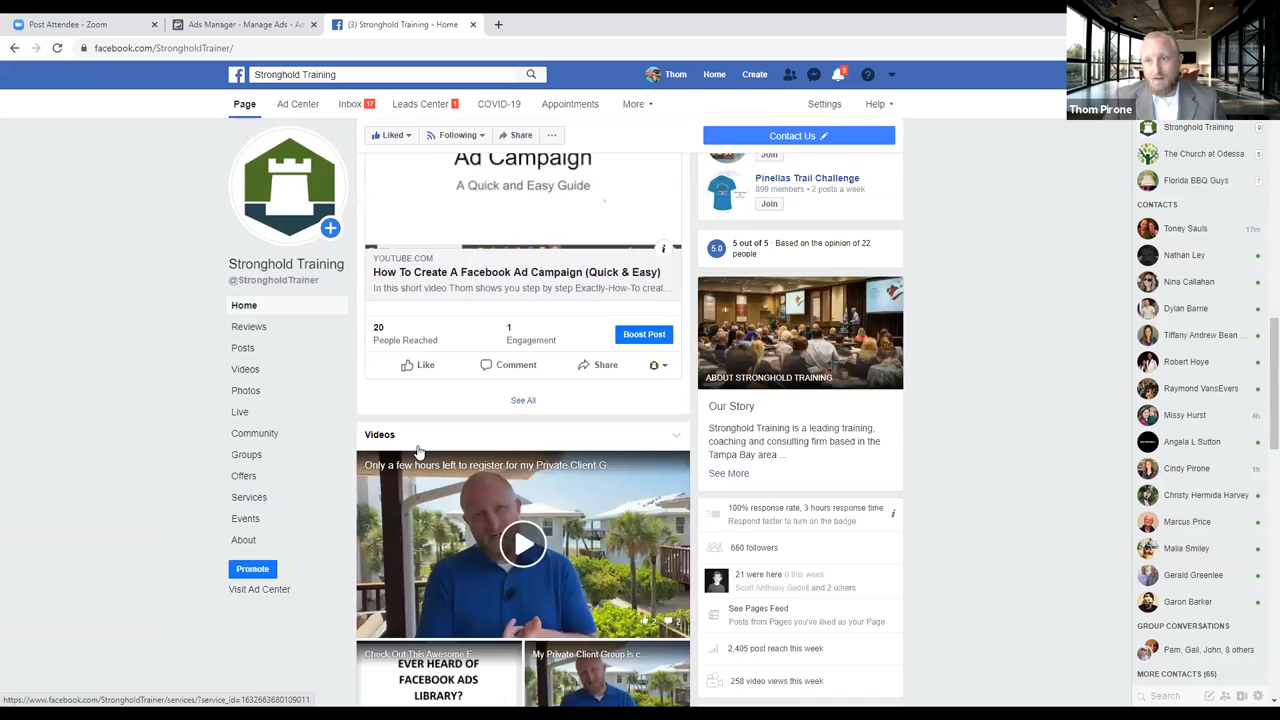 Post Attendee - Zoom
Ads Manager - Manage Ads - Ad
(3) Stronghold Training - Home
facebook.com/StrongholdTrainer/
Thom Pirone
Stronghold Training
Thom
Home
Create
3
Page
Ad Center
Inbox 17
Leads Center 1
COVID-19
Appointments
More
Settings
Help
Liked
Following
Share
Contact Us
Stronghold Training
@StrongholdTrainer
Home
Reviews
Posts
Videos
Photos
Live
Community
Groups
Offers
Services
Events
About
Promote
Visit Ad Center
Ad Campaign
A Quick and Easy Guide
YOUTUBE.COM
How To Create A Facebook Ad Campaign (Quick & Easy)
In this short video Thom shows you step by step Exactly-How-To creat...
20
People Reached
1
Engagement
Boost Post
Like
Comment
Share
See All
Videos
Only a few hours left to register for my Private Client G...
2 2
Check Out This Awesome F...
EVER HEARD OF
FACEBOOK ADS
LIBRARY?
My Private Client Group is c...
Join
Pinellas Trail Challenge
899 members • 2 posts a week
Join
5.0
5 out of 5 · Based on the opinion of 22
people
ABOUT STRONGHOLD TRAINING
Our Story
Stronghold Training is a leading training,
coaching and consulting firm based in the
Tampa Bay area ...
See More
100% response rate, 3 hours response time
Respond faster to turn on the badge
660 followers
21 were here 0 this week
Scott Anthony Bedell and 2 others
See Pages Feed
Posts from Pages you've liked as your Page
2,405 post reach this week
258 video views this week
Stronghold Training
The Church at Odessa 5
Florida BBQ Guys 7
CONTACTS
Toney Sauls 17m
Nathan Ley
Nina Callahan
Dylan Barrie
Tiffany Andrew Bean ...
Robert Hoye
Raymond VansEvers
Missy Hurst 4h
Angela L Sutton
Cindy Pirone 1h
Christy Hermida Harvey
Marcus Price
Malia Smiley
Gerald Greenlee
Garon Barker
GROUP CONVERSATIONS
Pam, Gail, John, & 8 others
MORE CONTACTS (65)
Search
https://www.facebook.com/StrongholdTrainer/services/?service_id=1632663680109011